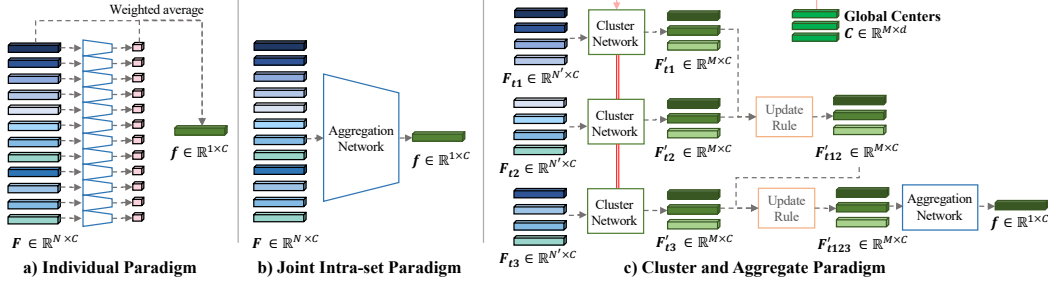 Weighted average
f ∈ ℝ^{1×C}
F ∈ ℝ^{N×C}
a) Individual Paradigm
Aggregation
Network
f ∈ ℝ^{1×C}
F ∈ ℝ^{N×C}
b) Joint Intra-set Paradigm
Global Centers
C ∈ ℝ^{M×d}
F_{t1} ∈ ℝ^{N'×C}
Cluster
Network
F'_{t1} ∈ ℝ^{M×C}
F_{t2} ∈ ℝ^{N'×C}
Cluster
Network
F'_{t2} ∈ ℝ^{M×C}
Update
Rule
F'_{t12} ∈ ℝ^{M×C}
F_{t3} ∈ ℝ^{N'×C}
Cluster
Network
F'_{t3} ∈ ℝ^{M×C}
Update
Rule
F'_{t123} ∈ ℝ^{M×C}
Aggregation
Network
f ∈ ℝ^{1×C}
c) Cluster and Aggregate Paradigm